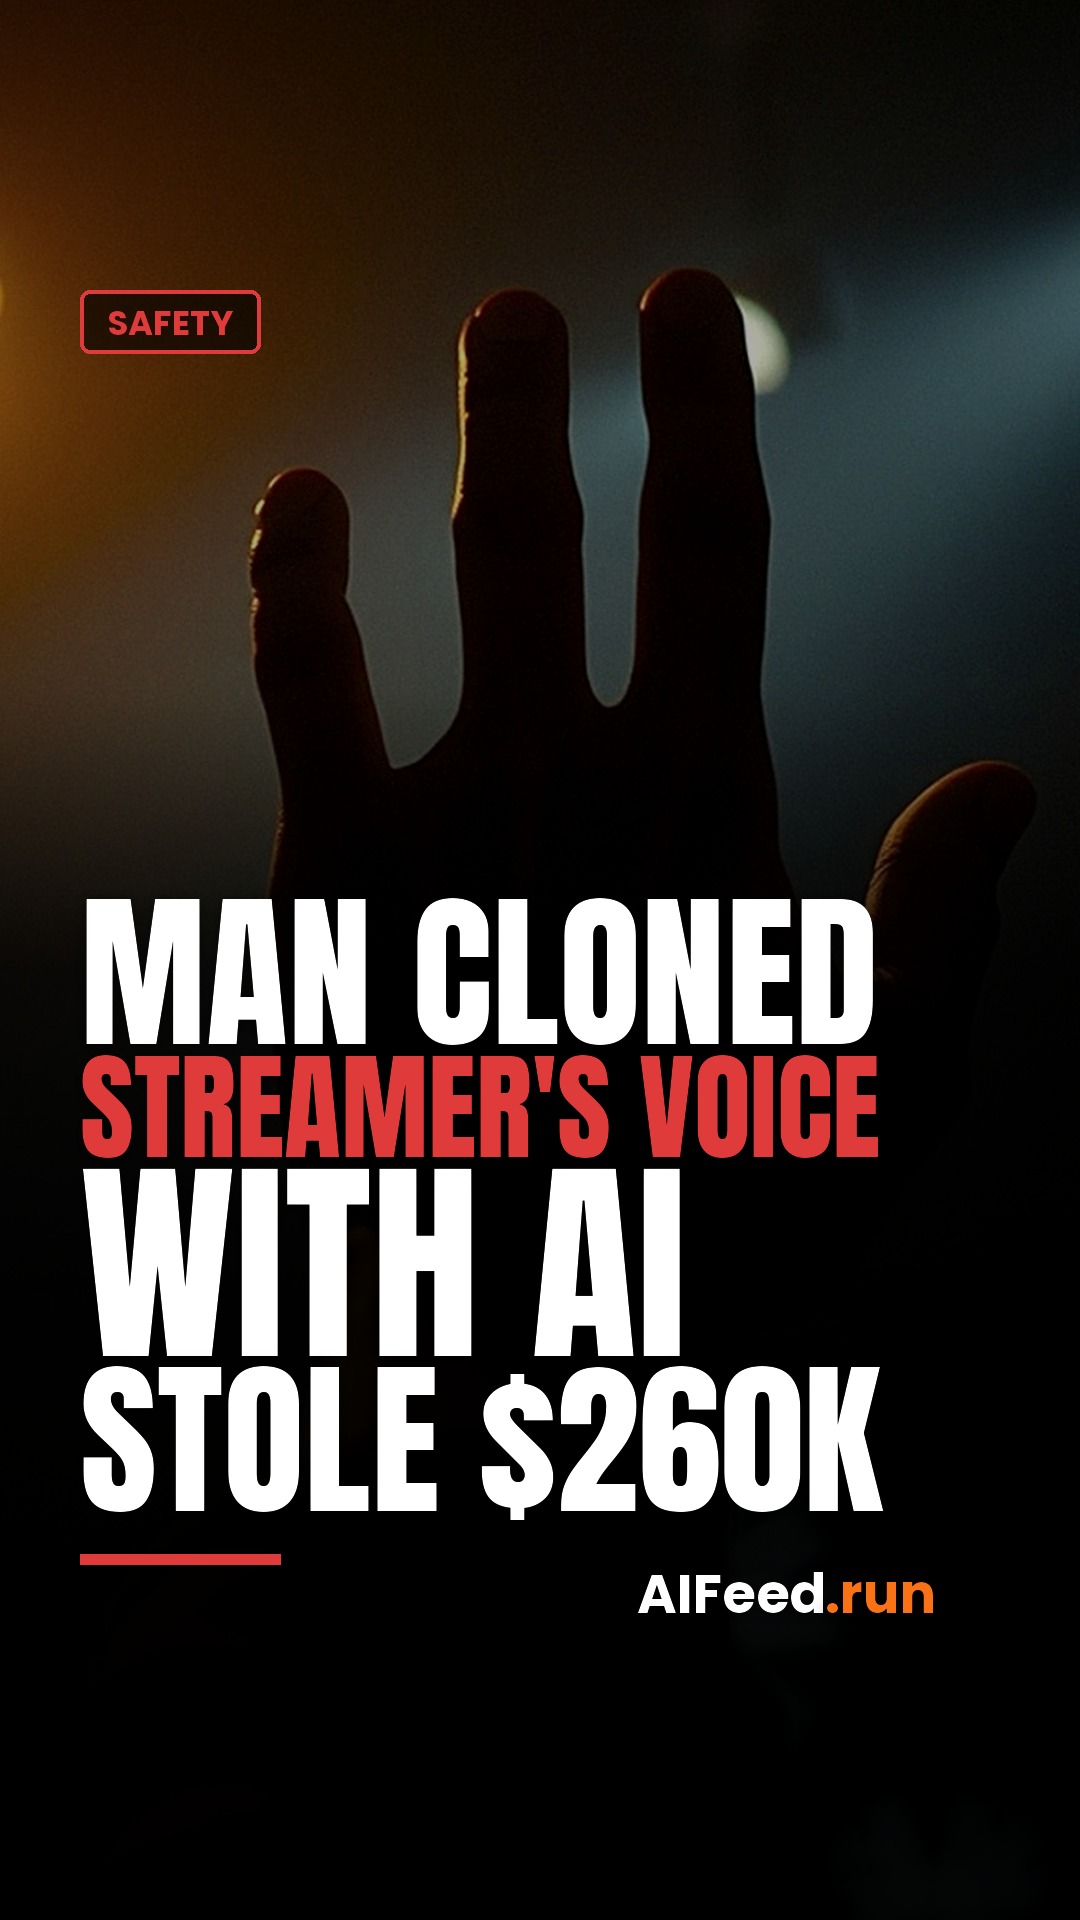 SAFETY
MAN CLONED
STREAMER'S VOICE
WITH AI
STOLE $260K
AIFeed.run